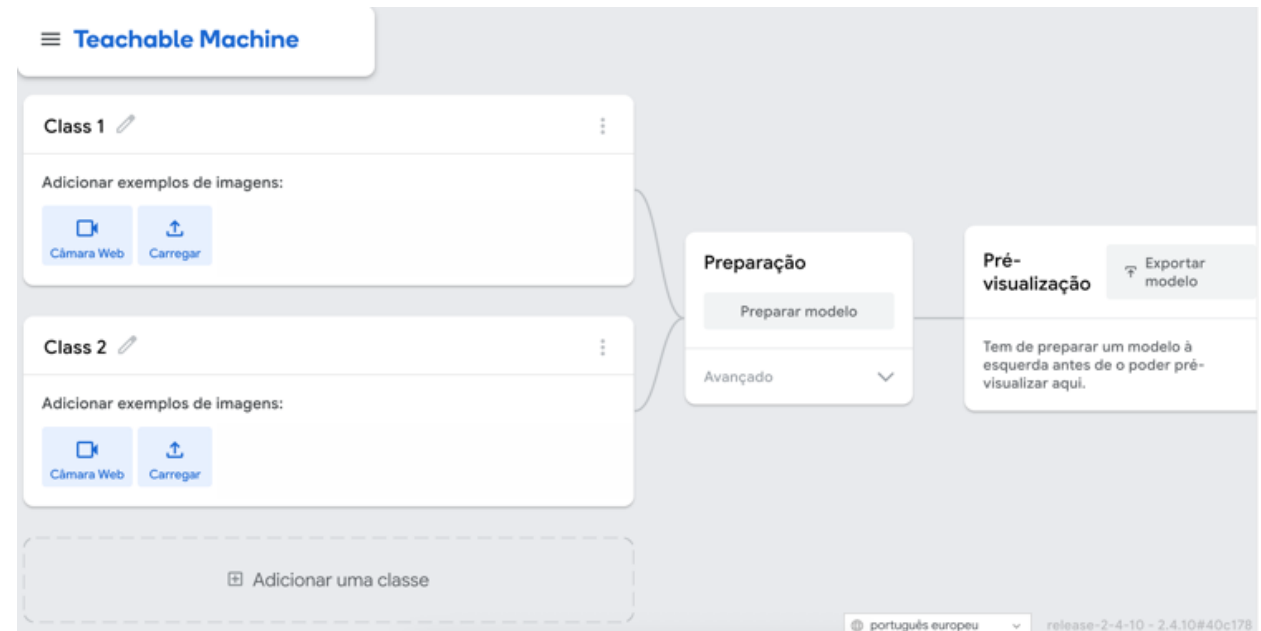 Teachable Machine
Class 1
Adicionar exemplos de imagens:
Câmara Web
Carregar
Class 2
Adicionar exemplos de imagens:
Câmara Web
Carregar
Adicionar uma classe
Preparação
Preparar modelo
Avançado
Pré-
visualização
Exportar
modelo
Tem de preparar um modelo à
esquerda antes de o poder pré-
visualizar aqui.
português europeu
release-2-4-10 - 2.4.10#40c178